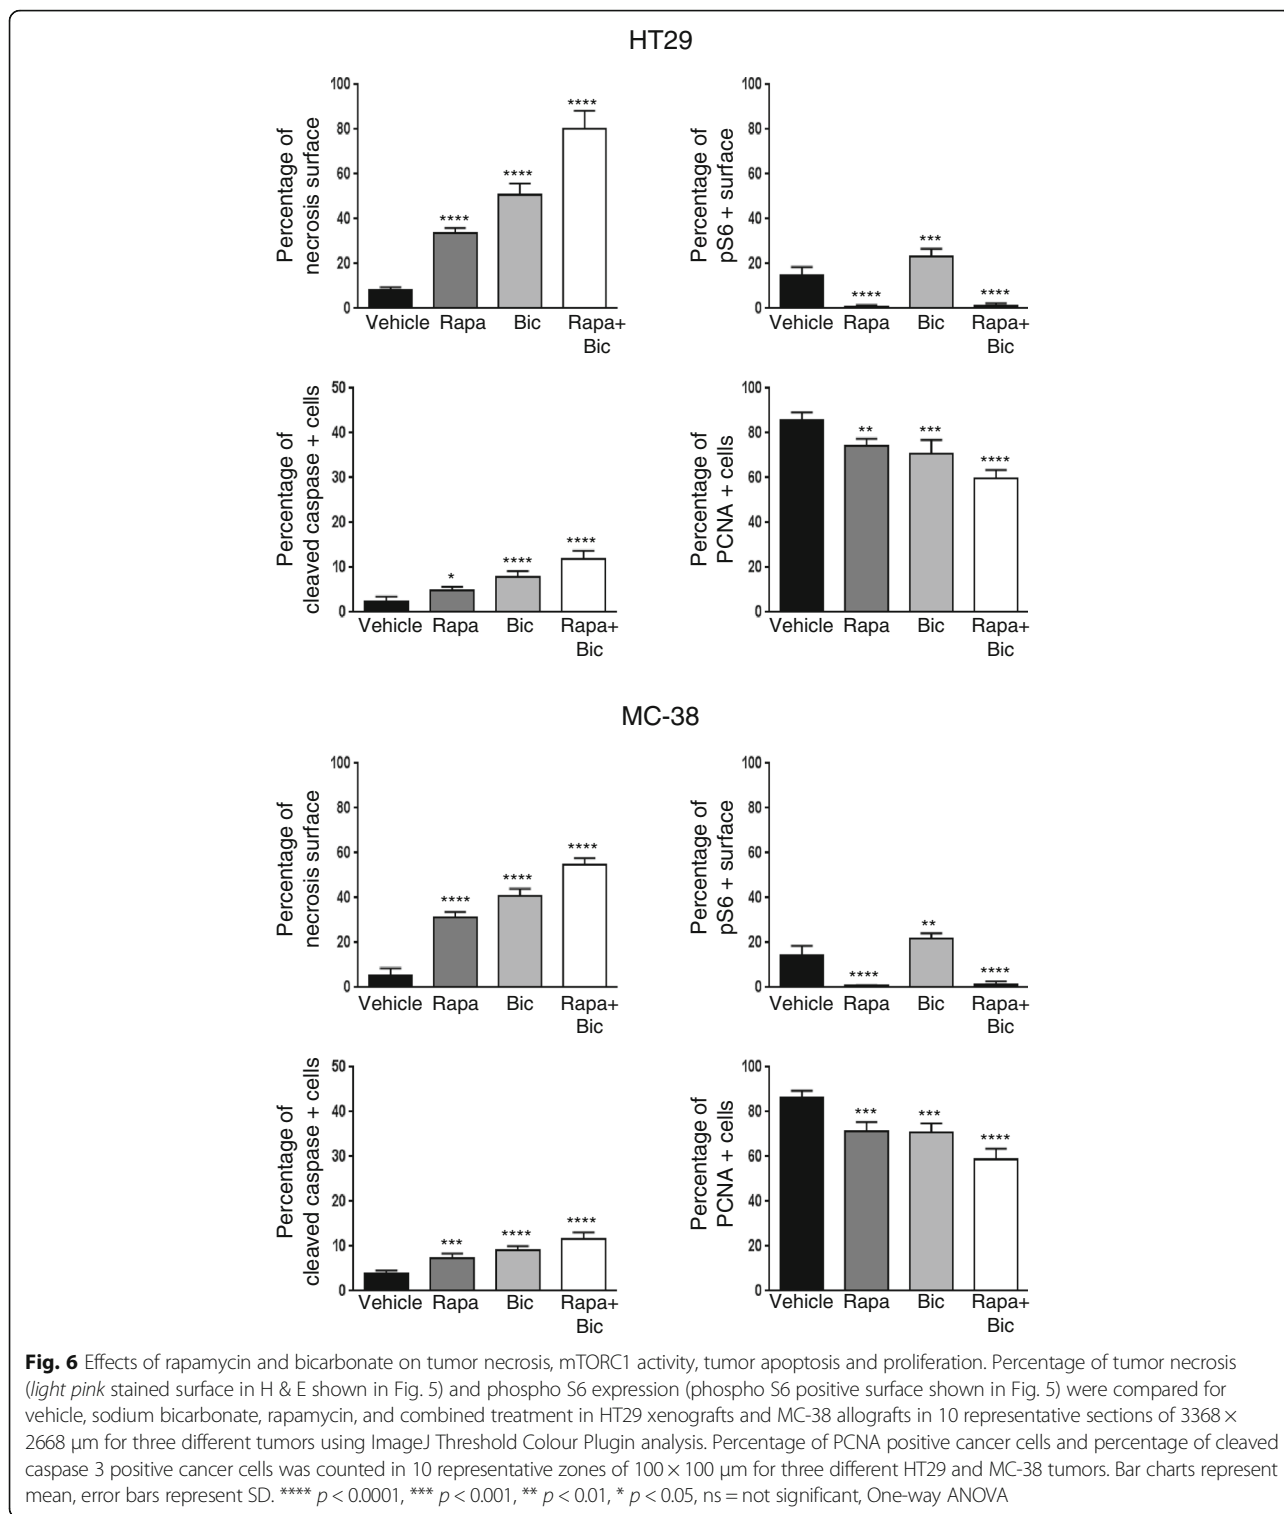 HT29
Percentage of
necrosis surface
100
80
60
40
20
0
**** **** ****
Vehicle Rapa Bic Rapa+
Bic
Percentage of
pS6 + surface
100
80
60
40
20
0
**** *** ****
Vehicle Rapa Bic Rapa+
Bic
Percentage of
cleaved caspase + cells
50
40
30
20
10
0
* **** ****
Vehicle Rapa Bic Rapa+
Bic
Percentage of
PCNA + cells
100
80
60
40
20
0
** *** ****
Vehicle Rapa Bic Rapa+
Bic
MC-38
Percentage of
necrosis surface
100
80
60
40
20
0
**** **** ****
Vehicle Rapa Bic Rapa+
Bic
Percentage of
pS6 + surface
100
80
60
40
20
0
**** ** ****
Vehicle Rapa Bic Rapa+
Bic
Percentage of
cleaved caspase + cells
50
40
30
20
10
0
*** **** ****
Vehicle Rapa Bic Rapa+
Bic
Percentage of
PCNA + cells
100
80
60
40
20
0
*** *** ****
Vehicle Rapa Bic Rapa+
Bic
Fig. 6 Effects of rapamycin and bicarbonate on tumor necrosis, mTORC1 activity, tumor apoptosis and proliferation. Percentage of tumor necrosis
(light pink stained surface in H & E shown in Fig. 5) and phospho S6 expression (phospho S6 positive surface shown in Fig. 5) were compared for
vehicle, sodium bicarbonate, rapamycin, and combined treatment in HT29 xenografts and MC-38 allografts in 10 representative sections of 3368 ×
2668 μm for three different tumors using ImageJ Threshold Colour Plugin analysis. Percentage of PCNA positive cancer cells and percentage of cleaved
caspase 3 positive cancer cells was counted in 10 representative zones of 100 × 100 μm for three different HT29 and MC-38 tumors. Bar charts represent
mean, error bars represent SD. **** p < 0.0001, *** p < 0.001, ** p < 0.01, * p < 0.05, ns = not significant, One-way ANOVA